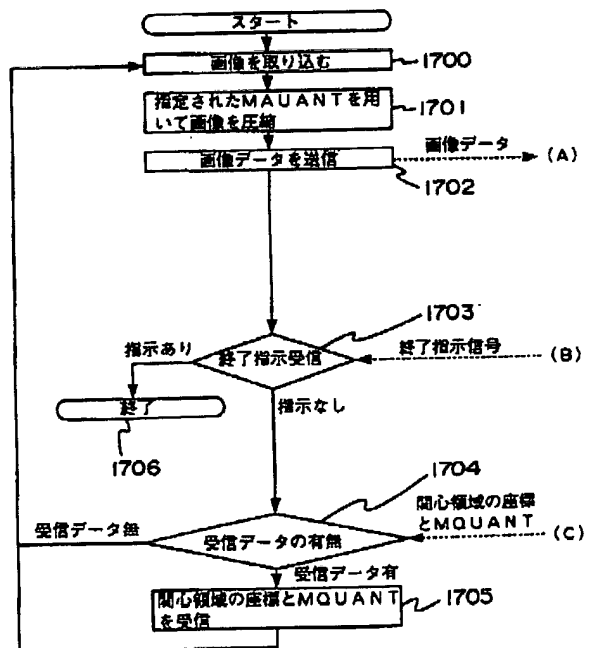 スタート
画像を取り込む
1700
指定されたMAUANTを用
いて画像を圧縮
1701
画像データを送信
画像データ
(A)
1702
1703
指示あり
終了指示受信
終了指示信号
(B)
終了
指示なし
1706
1704
関心領域の座標
とMQUANT
(C)
受信データ無
受信データの有無
受信データ有
関心領域の座標とMQUANT
を受信
1705